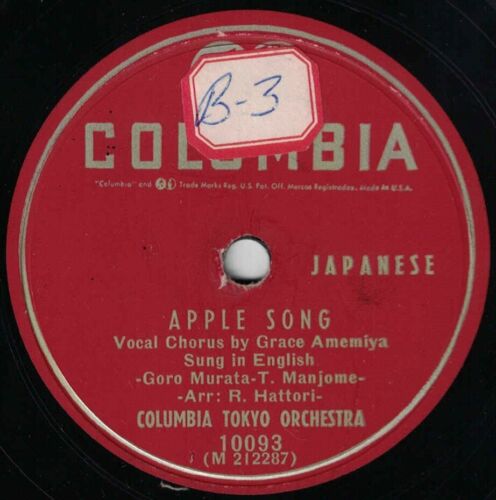 B-3
COLUMBIA
"Columbia" and Trade Marks Reg. U.S. Pat. Off. Marcas Registradas. Made in U.S.A.
JAPANESE
APPLE SONG
Vocal Chorus by Grace Amemiya
Sung in English
-Goro Murata-T. Manjome-
-Arr: R. Hattori-
COLUMBIA TOKYO ORCHESTRA
10093
(M 212287)